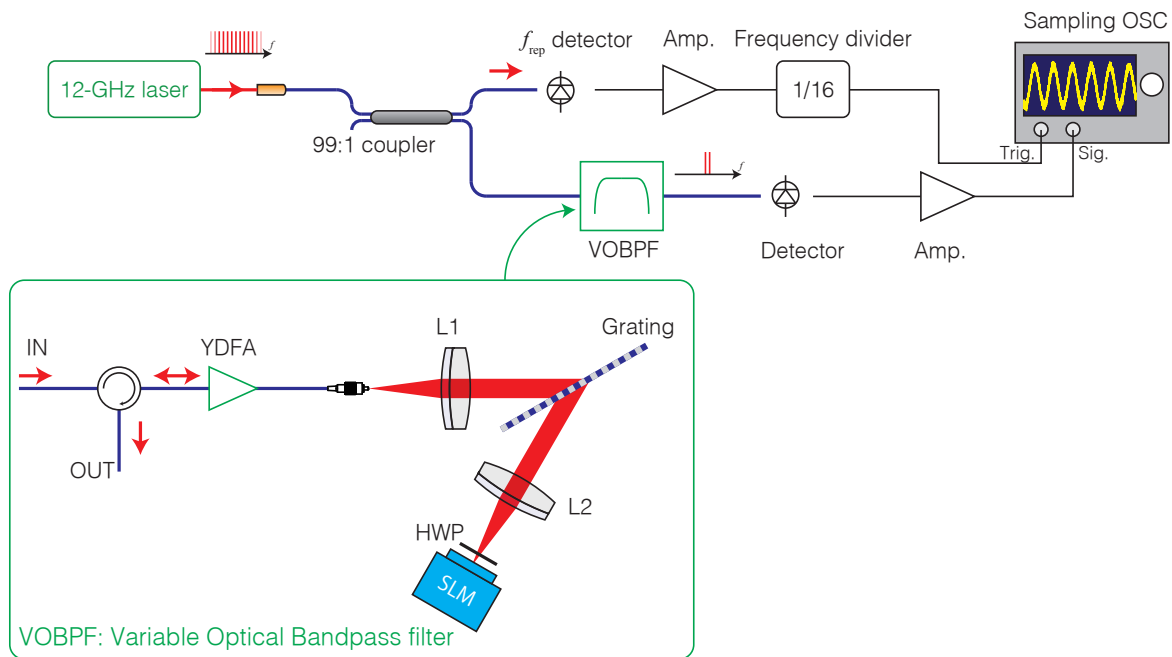 Sampling OSC
f_rep detector
Amp.
Frequency divider
f
12-GHz laser
1/16
99:1 coupler
Trig.
Sig.
f
VOBPF
Detector
Amp.
L1
Grating
IN
YDFA
OUT
L2
HWP
SLM
VOBPF: Variable Optical Bandpass filter